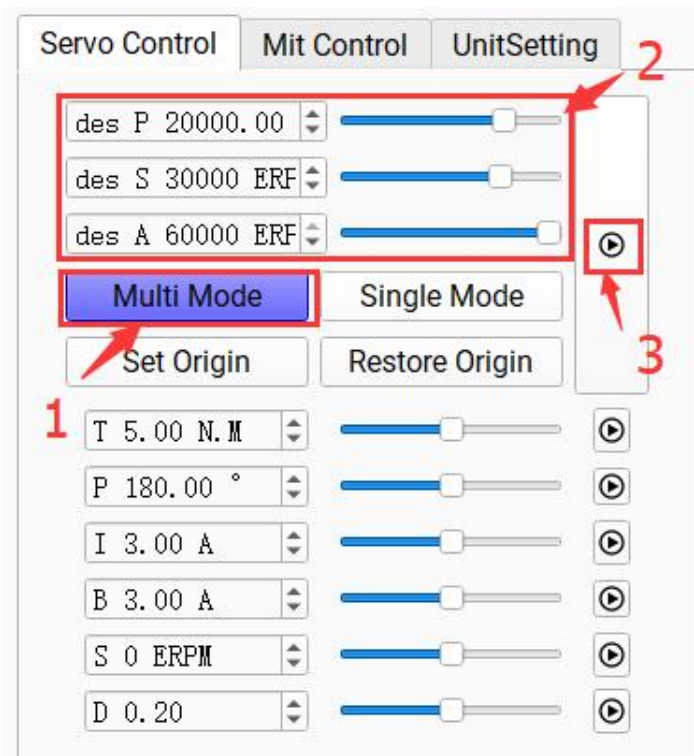 Servo Control Mit Control UnitSetting
2
des P 20000.00
des S 30000 ERF
des A 60000 ERF
Multi Mode Single Mode
Set Origin Restore Origin
3
1
T 5.00 N.M
P 180.00 °
I 3.00 A
B 3.00 A
S 0 ERPM
D 0.20